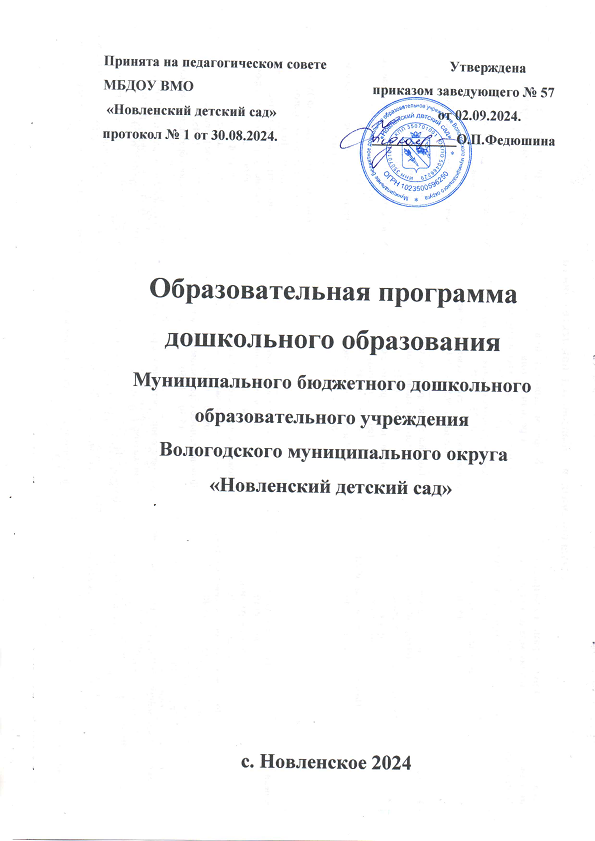 Принята на педагогическом совете
МБДОУ ВМО
«Новленский детский сад»
протокол № 1 от 30.08.2024.
Утверждена
приказом заведующего № 57
от 02.09.2024.
О.П.Федюшина
ОГРН 1023500596260
Образовательная программа
дошкольного образования
Муниципального бюджетного дошкольного
образовательного учреждения
Вологодского муниципального округа
«Новленский детский сад»
с. Новленское 2024